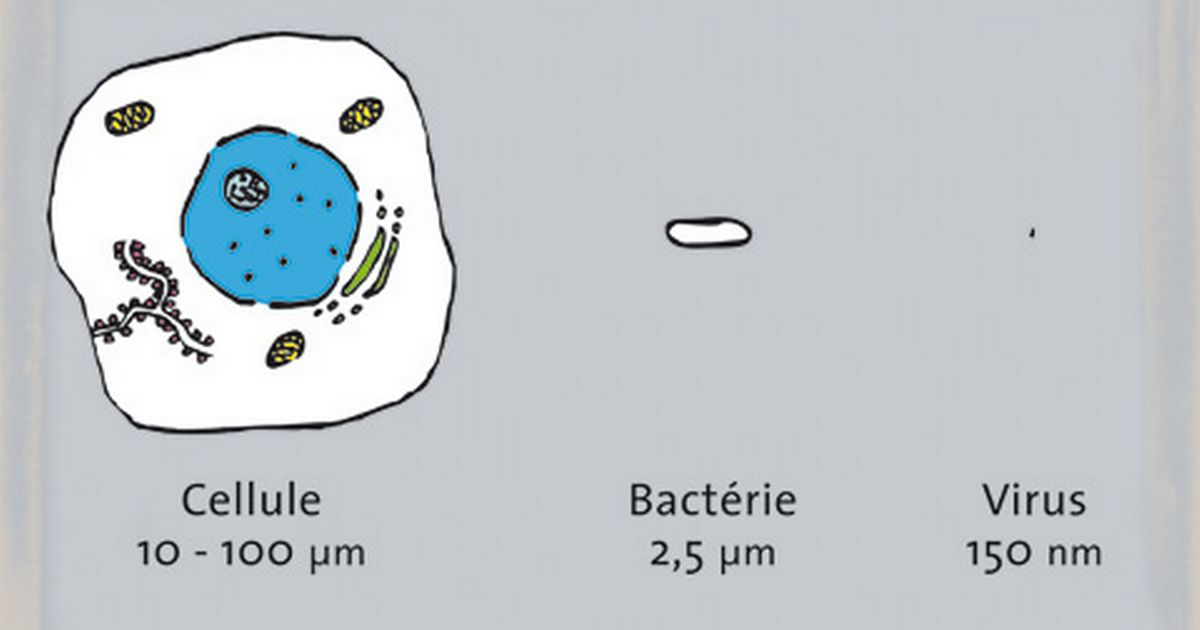 Cellule
10 - 100 µm
Bactérie
2,5 µm
Virus
150 nm